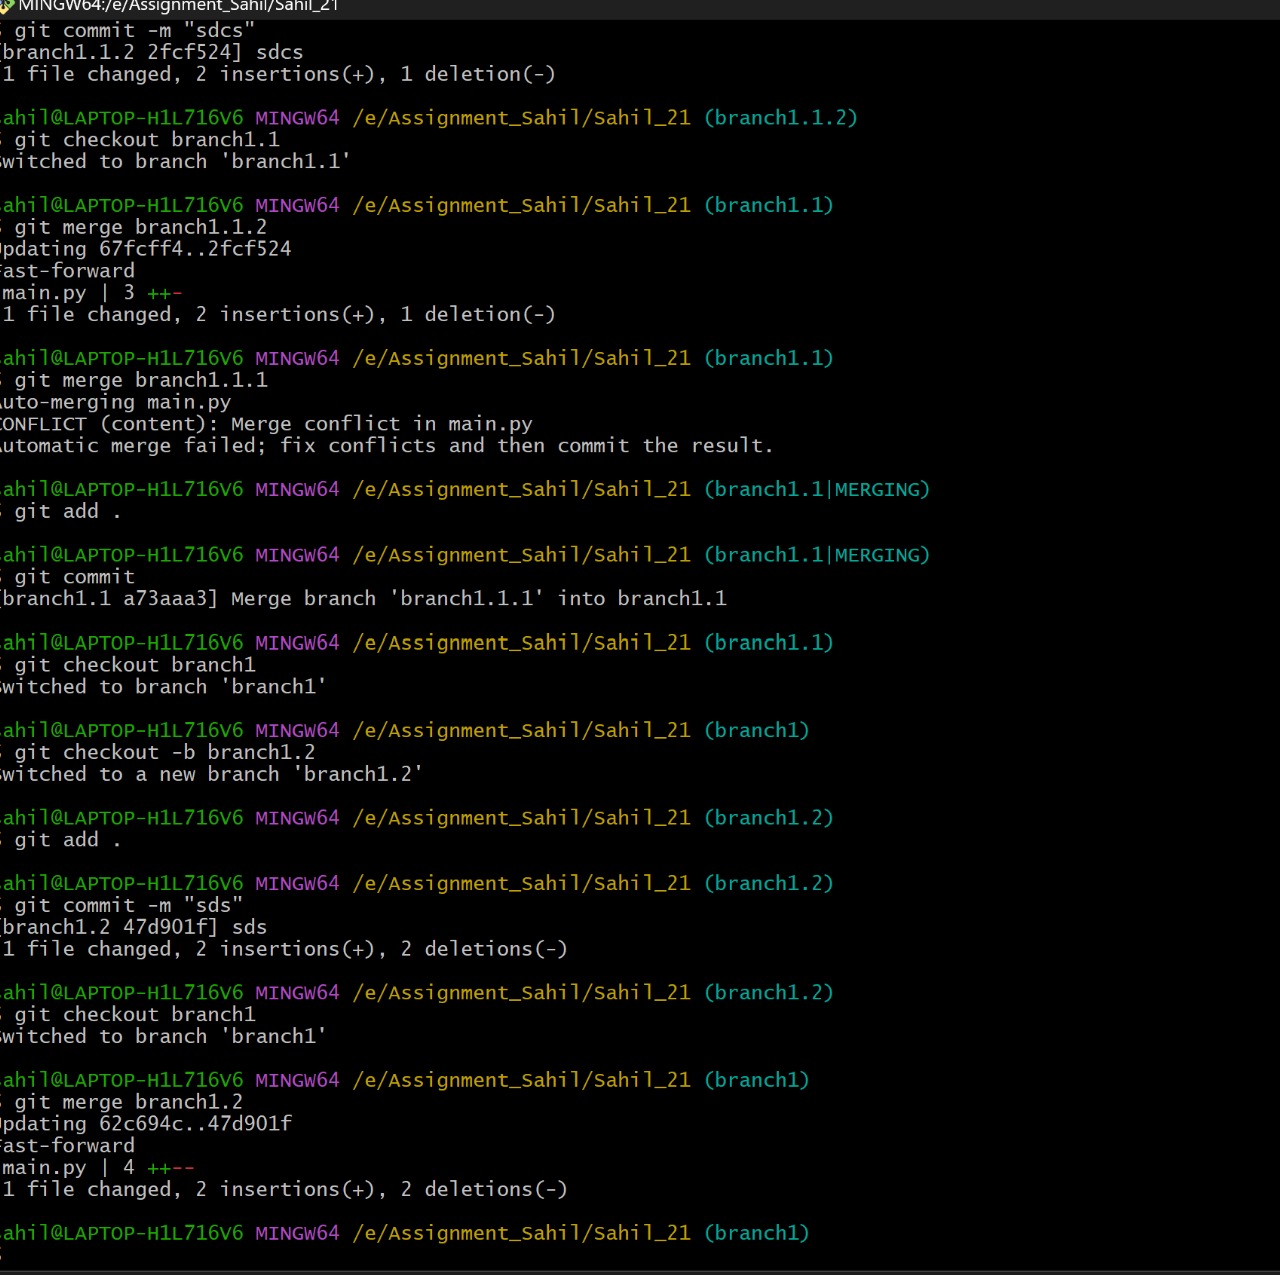 MINGW64:/e/Assignment_Sahil/Sahil_21
git commit -m "sdcs"
[branch1.1.2 2fcf524] sdcs
1 file changed, 2 insertions(+), 1 deletion(-)
ahil@LAPTOP-H1L716V6 MINGW64 /e/Assignment_Sahil/Sahil_21 (branch1.1.2)
git checkout branch1.1
witched to branch 'branch1.1'
ahil@LAPTOP-H1L716V6 MINGW64 /e/Assignment_Sahil/Sahil_21 (branch1.1)
git merge branch1.1.2
pdating 67fcff4..2fcf524
ast-forward
main.py | 3 ++-
1 file changed, 2 insertions(+), 1 deletion(-)
ahil@LAPTOP-H1L716V6 MINGW64 /e/Assignment_Sahil/Sahil_21 (branch1.1)
git merge branch1.1.1
uto-merging main.py
CONFLICT (content): Merge conflict in main.py
utomatic merge failed; fix conflicts and then commit the result.
ahil@LAPTOP-H1L716V6 MINGW64 /e/Assignment_Sahil/Sahil_21 (branch1.1|MERGING)
git add .
ahil@LAPTOP-H1L716V6 MINGW64 /e/Assignment_Sahil/Sahil_21 (branch1.1|MERGING)
git commit
[branch1.1 a73aaa3] Merge branch 'branch1.1.1' into branch1.1
ahil@LAPTOP-H1L716V6 MINGW64 /e/Assignment_Sahil/Sahil_21 (branch1.1)
git checkout branch1
witched to branch 'branch1'
ahil@LAPTOP-H1L716V6 MINGW64 /e/Assignment_Sahil/Sahil_21 (branch1)
git checkout -b branch1.2
witched to a new branch 'branch1.2'
ahil@LAPTOP-H1L716V6 MINGW64 /e/Assignment_Sahil/Sahil_21 (branch1.2)
git add .
ahil@LAPTOP-H1L716V6 MINGW64 /e/Assignment_Sahil/Sahil_21 (branch1.2)
git commit -m "sds"
[branch1.2 47d901f] sds
1 file changed, 2 insertions(+), 2 deletions(-)
ahil@LAPTOP-H1L716V6 MINGW64 /e/Assignment_Sahil/Sahil_21 (branch1.2)
git checkout branch1
witched to branch 'branch1'
ahil@LAPTOP-H1L716V6 MINGW64 /e/Assignment_Sahil/Sahil_21 (branch1)
git merge branch1.2
pdating 62c694c..47d901f
ast-forward
main.py | 4 ++--
1 file changed, 2 insertions(+), 2 deletions(-)
ahil@LAPTOP-H1L716V6 MINGW64 /e/Assignment_Sahil/Sahil_21 (branch1)